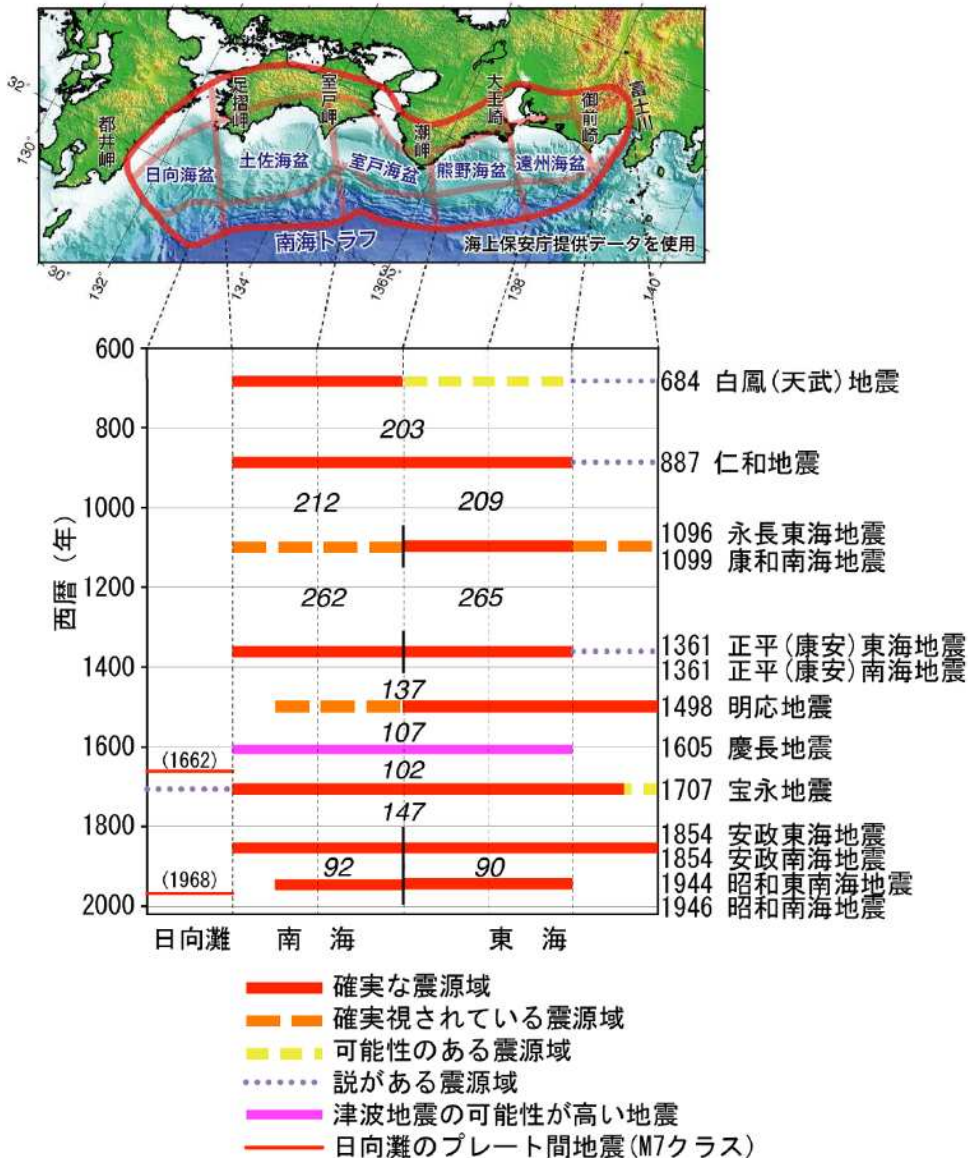 32°
130°
都井岬
足摺岬
室戸岬
潮岬
大王崎
御前崎
富士川
日向海盆
土佐海盆
室戸海盆
熊野海盆
遠州海盆
南海トラフ
海上保安庁提供データを使用
30°
132°
134°
136°
138°
140°
西暦（年）
600
800
1000
1200
1400
1600
1800
2000
684 白鳳(天武)地震
203
887 仁和地震
212 209
1096 永長東海地震
1099 康和南海地震
262 265
1361 正平(康安)東海地震
1361 正平(康安)南海地震
137
1498 明応地震
107
1605 慶長地震
(1662)
102
1707 宝永地震
147
1854 安政東海地震
1854 安政南海地震
(1968)
92 90
1944 昭和東南海地震
1946 昭和南海地震
日向灘 南 海 東 海
確実な震源域
確実視されている震源域
可能性のある震源域
説がある震源域
津波地震の可能性が高い地震
日向灘のプレート間地震(M7クラス)